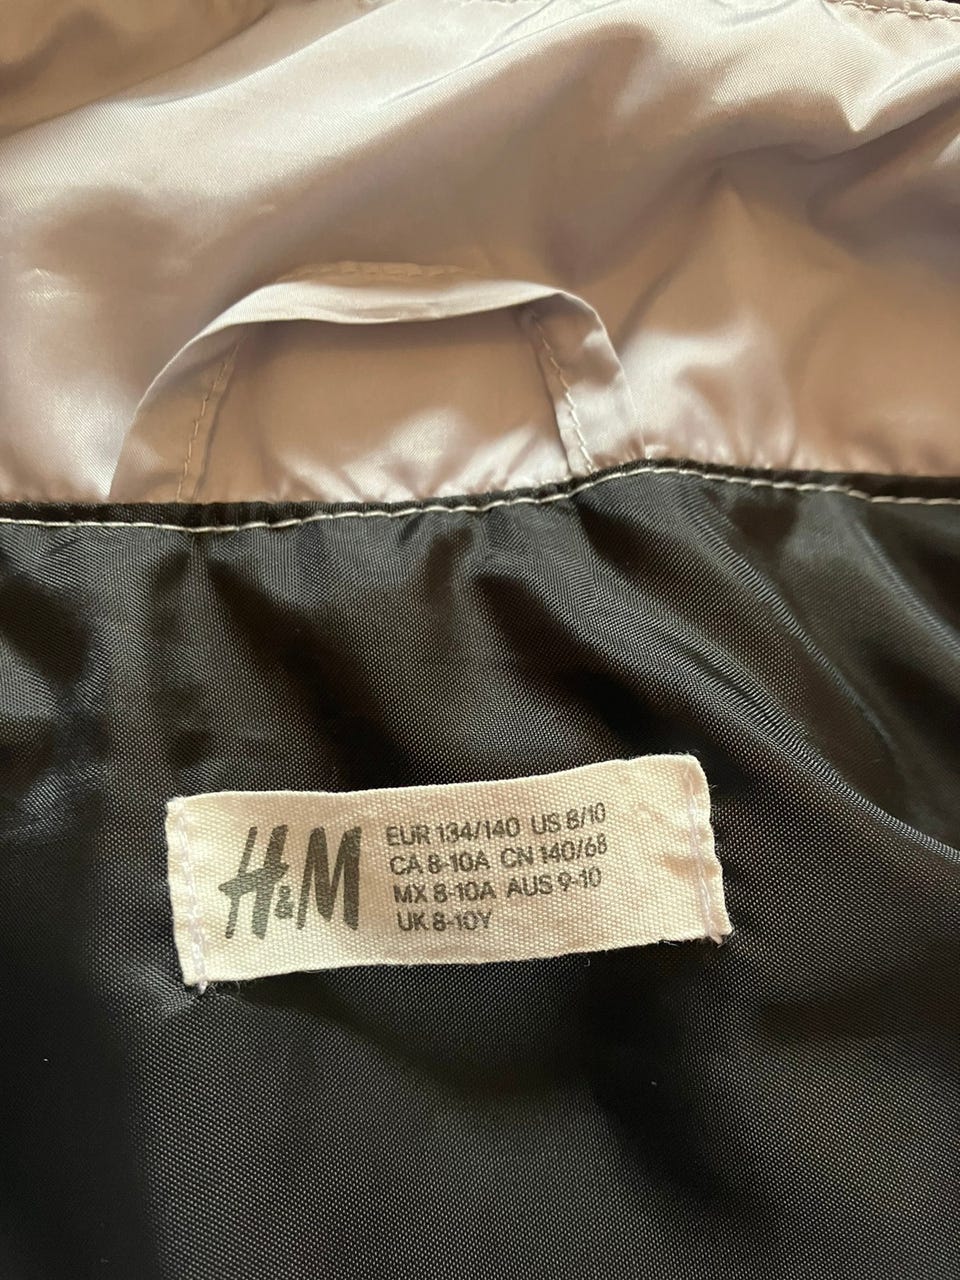 H&M
EUR 134/140 US 8/10
CA 8-10A CN 140/68
MX 8-10A AUS 9-10
UK 8-10Y